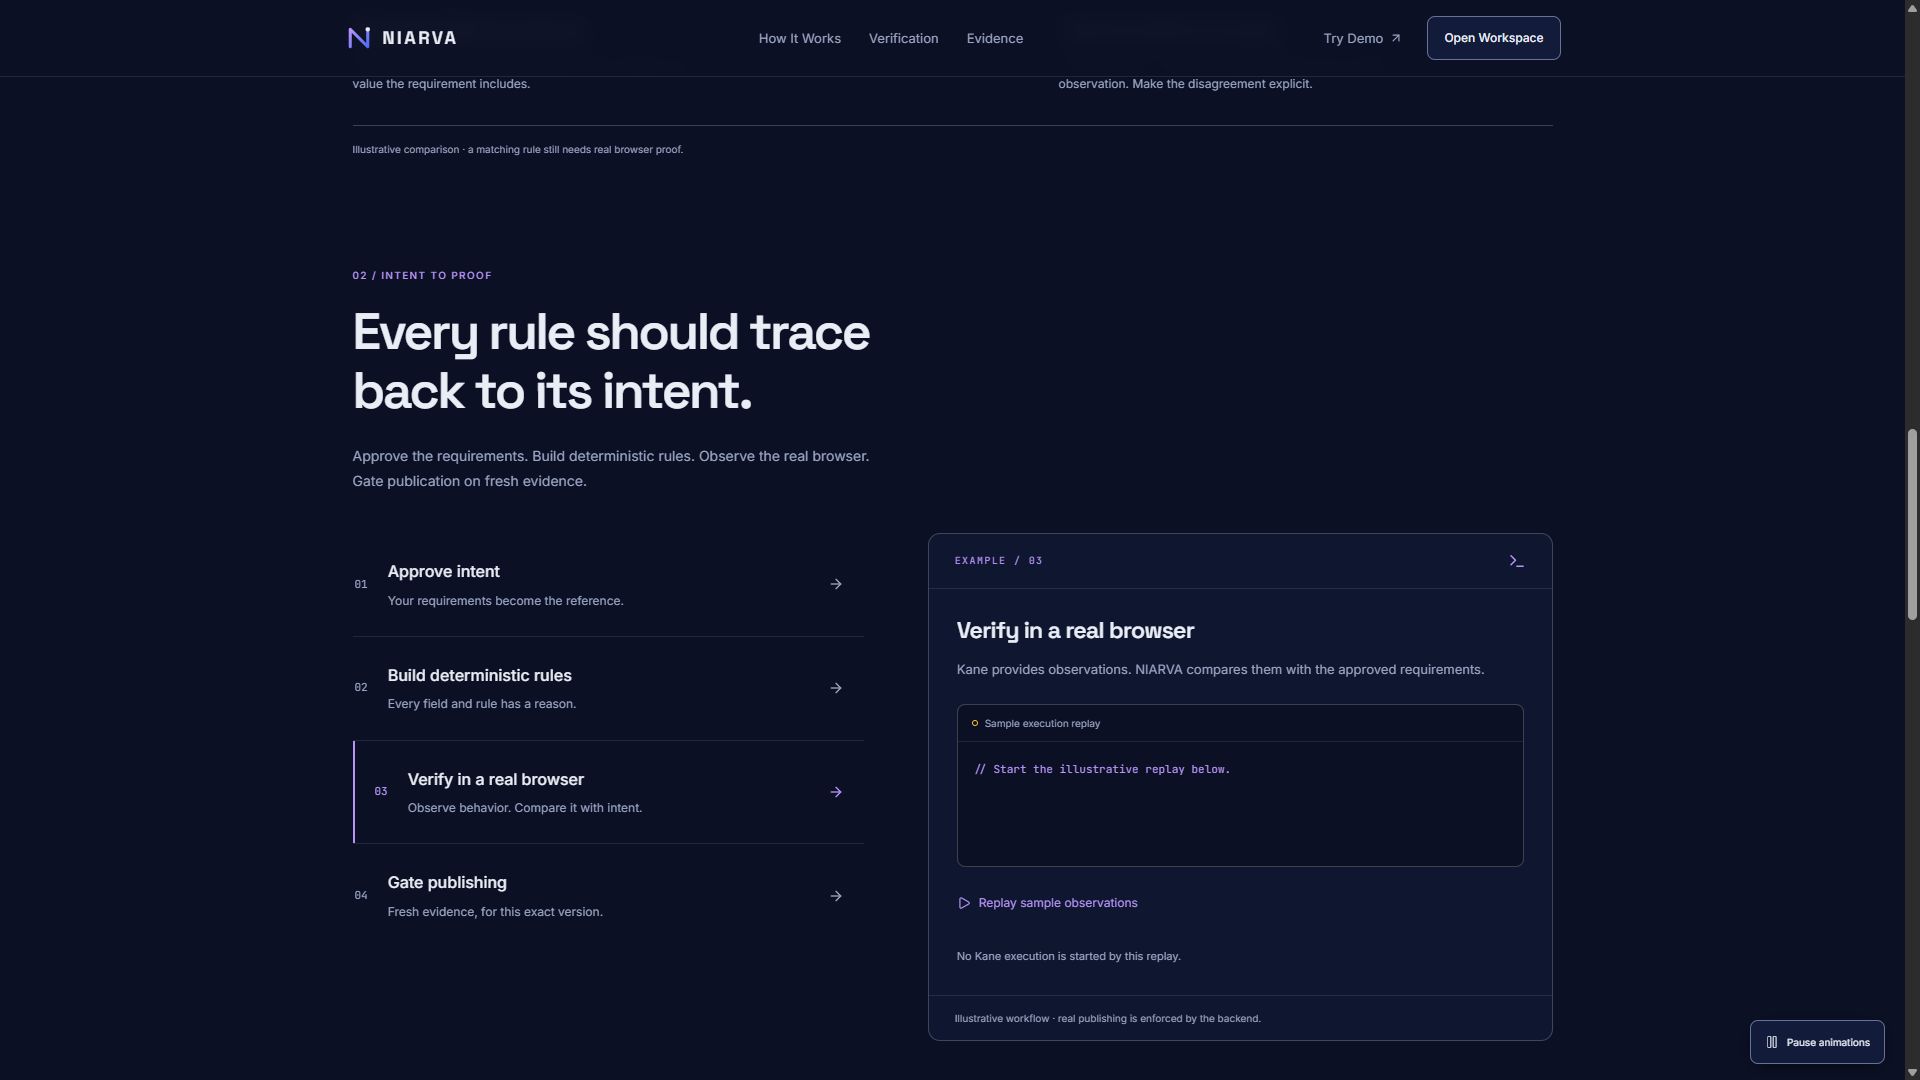 NIARVA
How It Works
Verification
Evidence
Try Demo
Open Workspace
value the requirement includes.
observation. Make the disagreement explicit.
Illustrative comparison · a matching rule still needs real browser proof.
02 / INTENT TO PROOF
Every rule should trace
back to its intent.
Approve the requirements. Build deterministic rules. Observe the real browser.
Gate publication on fresh evidence.
01
Approve intent
Your requirements become the reference.
02
Build deterministic rules
Every field and rule has a reason.
03
Verify in a real browser
Observe behavior. Compare it with intent.
04
Gate publishing
Fresh evidence, for this exact version.
EXAMPLE / 03
Verify in a real browser
Kane provides observations. NIARVA compares them with the approved requirements.
Sample execution replay
// Start the illustrative replay below.
Replay sample observations
No Kane execution is started by this replay.
Illustrative workflow · real publishing is enforced by the backend.
Pause animations